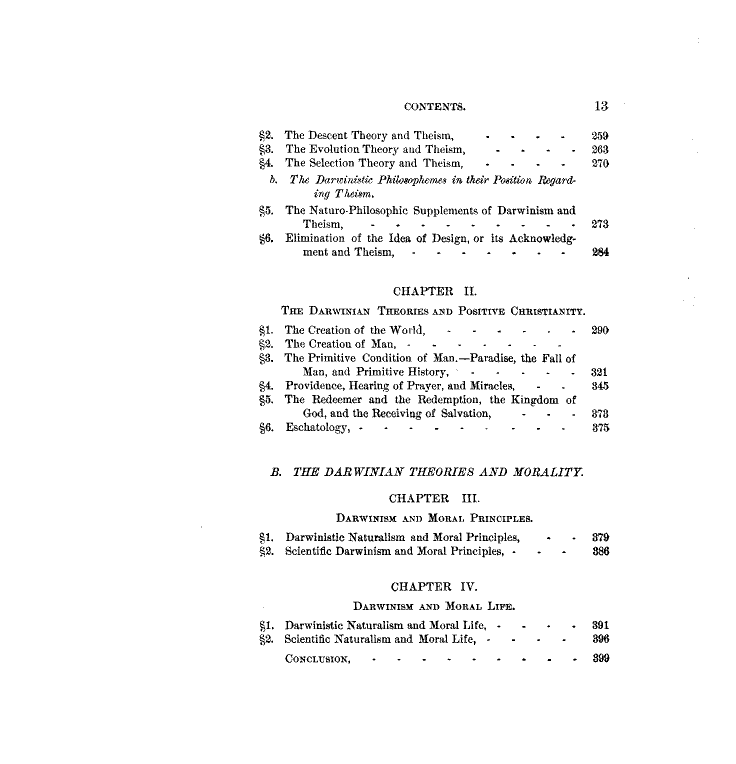 CONTENTS. 13
§2. The Descent Theory and Theism, - - - - 259
§3. The Evolution Theory and Theism, - - - - 263
§4. The Selection Theory and Theism, - - - - 270
b. The Darwinistic Philosophemes in their Position Regard-
ing Theism.
§5. The Naturo-Philosophic Supplements of Darwinism and
Theism, - - - - - - - - - 273
§6. Elimination of the Idea of Design, or its Acknowledg-
ment and Theism, - - - - - - - 284
CHAPTER II.
THE DARWINIAN THEORIES AND POSITIVE CHRISTIANITY.
§1. The Creation of the World, - - - - - - 290
§2. The Creation of Man, - - - - - - -
§3. The Primitive Condition of Man.—Paradise, the Fall of
Man, and Primitive History, - - - - - 321
§4. Providence, Hearing of Prayer, and Miracles, - - 345
§5. The Redeemer and the Redemption, the Kingdom of
God, and the Receiving of Salvation, - - - 373
§6. Eschatology, - - - - - - - - - 375
B. THE DARWINIAN THEORIES AND MORALITY.
CHAPTER III.
DARWINISM AND MORAL PRINCIPLES.
§1. Darwinistic Naturalism and Moral Principles, - - 379
§2. Scientific Darwinism and Moral Principles, - - - 386
CHAPTER IV.
DARWINISM AND MORAL LIFE.
§1. Darwinistic Naturalism and Moral Life, - - - - 391
§2. Scientific Naturalism and Moral Life, - - - - 396
CONCLUSION, - - - - - - - - - 399